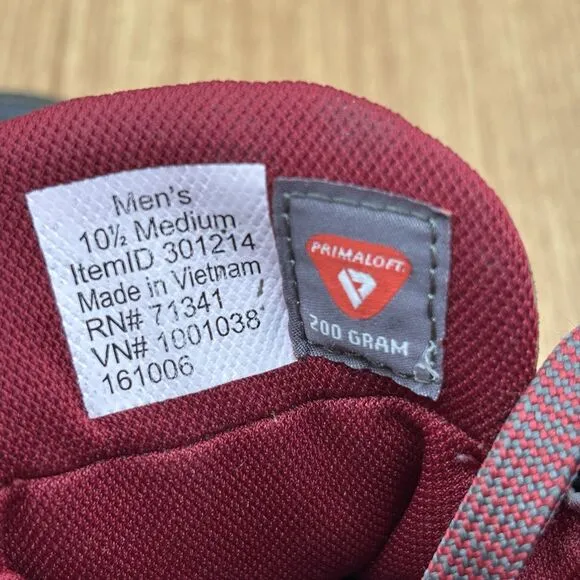 Men's
10½ Medium
ItemID 301214
Made in Vietnam
RN# 71341
VN# 1001038
161006
PRIMALOFT
200 GRAM